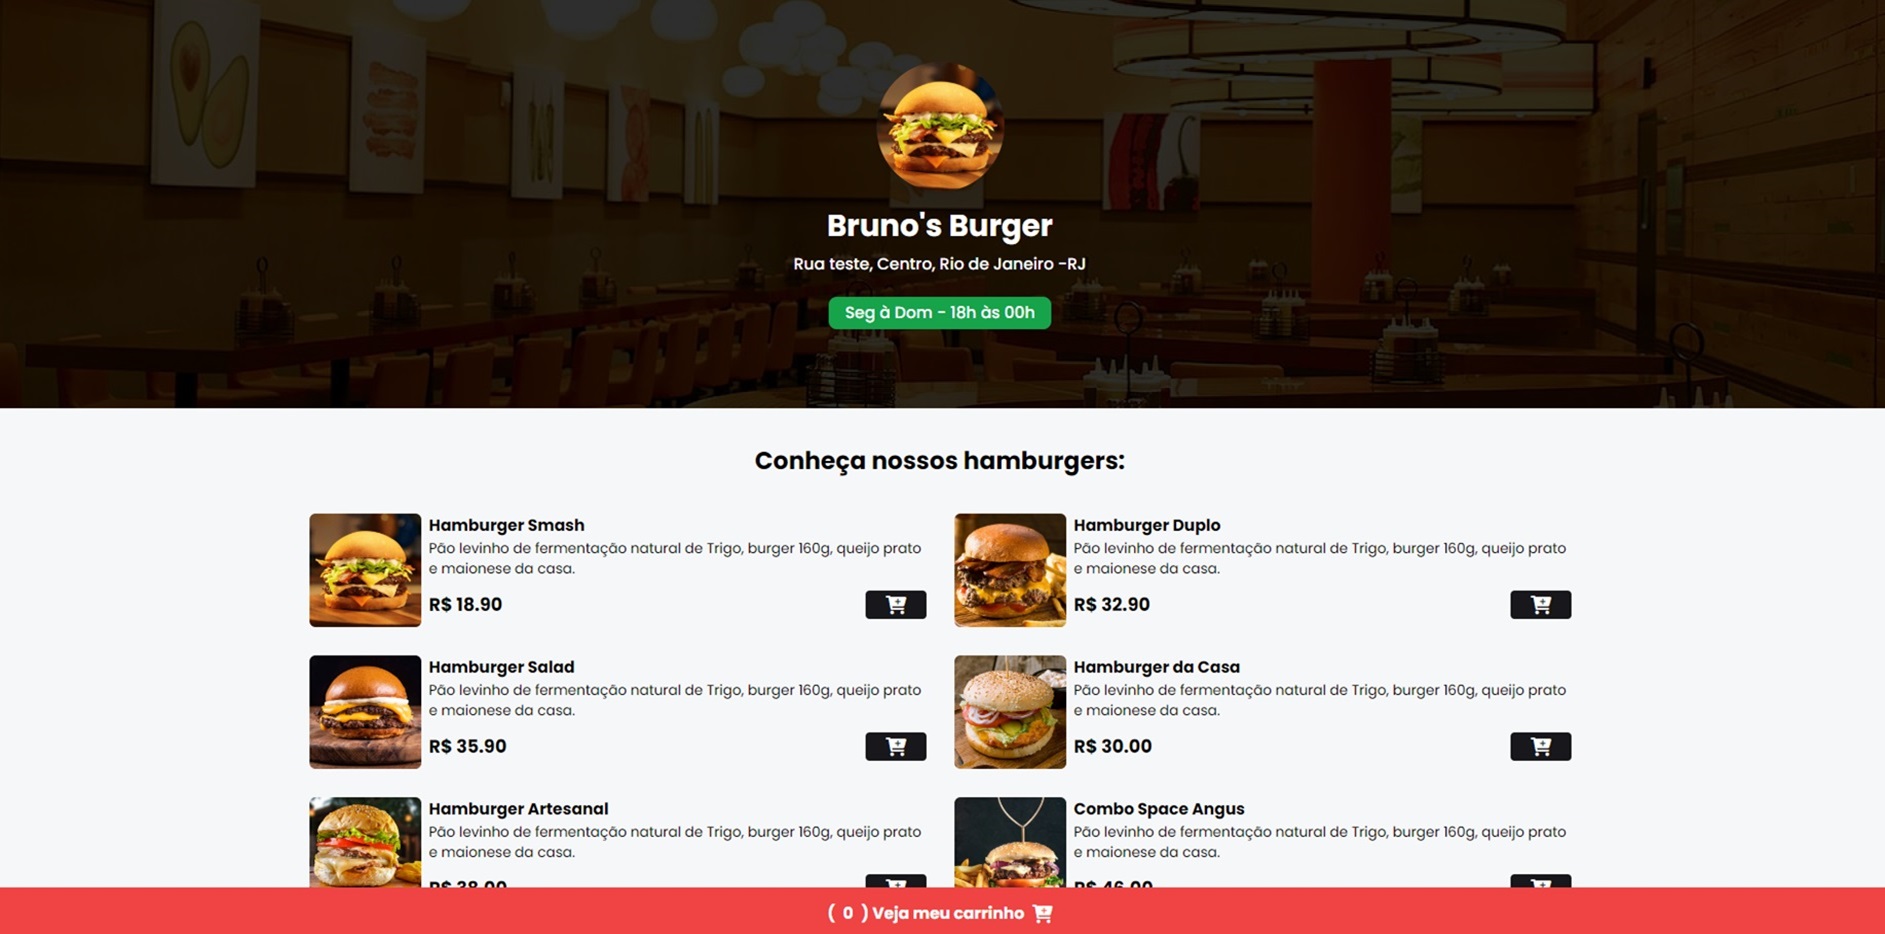 Bruno's Burger
Rua teste, Centro, Rio de Janeiro -RJ
Seg à Dom - 18h às 00h
Conheça nossos hamburgers:
Hamburger Smash
Pão levinho de fermentação natural de Trigo, burger 160g, queijo prato
e maionese da casa.
R$ 18.90
Hamburger Duplo
Pão levinho de fermentação natural de Trigo, burger 160g, queijo prato
e maionese da casa.
R$ 32.90
Hamburger Salad
Pão levinho de fermentação natural de Trigo, burger 160g, queijo prato
e maionese da casa.
R$ 35.90
Hamburger da Casa
Pão levinho de fermentação natural de Trigo, burger 160g, queijo prato
e maionese da casa.
R$ 30.00
Hamburger Artesanal
Pão levinho de fermentação natural de Trigo, burger 160g, queijo prato
e maionese da casa.
R$ 38.00
Combo Space Angus
Pão levinho de fermentação natural de Trigo, burger 160g, queijo prato
e maionese da casa.
R$ 46.00
( 0 ) Veja meu carrinho